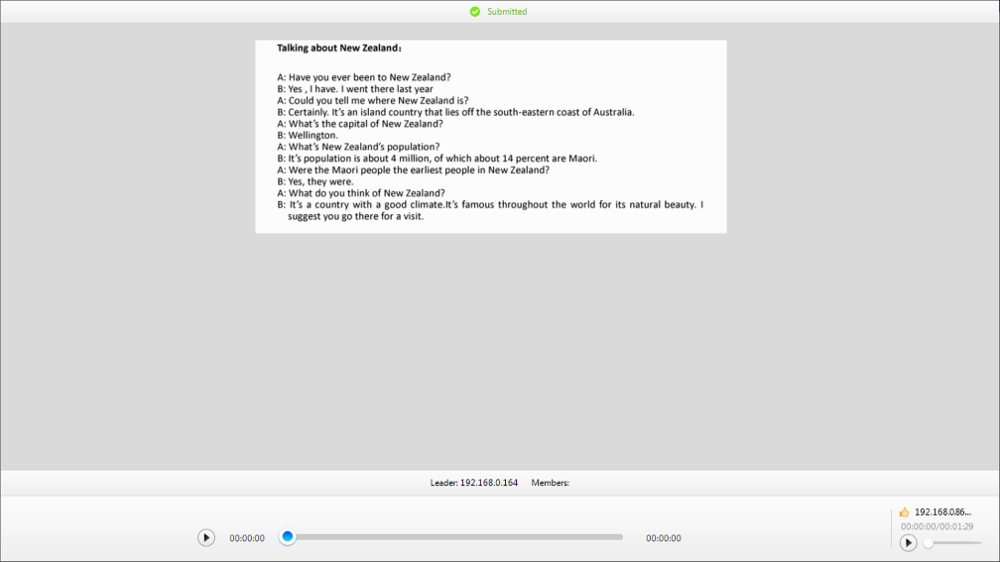 Submitted
Talking about New Zealand:
A: Have you ever been to New Zealand?
B: Yes , I have. I went there last year
A: Could you tell me where New Zealand is?
B: Certainly. It's an island country that lies off the south-eastern coast of Australia.
A: What's the capital of New Zealand?
B: Wellington.
A: What's New Zealand's population?
B: It's population is about 4 million, of which about 14 percent are Maori.
A: Were the Maori people the earliest people in New Zealand?
B: Yes, they were.
A: What do you think of New Zealand?
B: It's a country with a good climate.It's famous throughout the world for its natural beauty. I
suggest you go there for a visit.
Leader: 192.168.0.164 Members:
192.168.0.86...
00:00:00/00:01:29
00:00:00 00:00:00